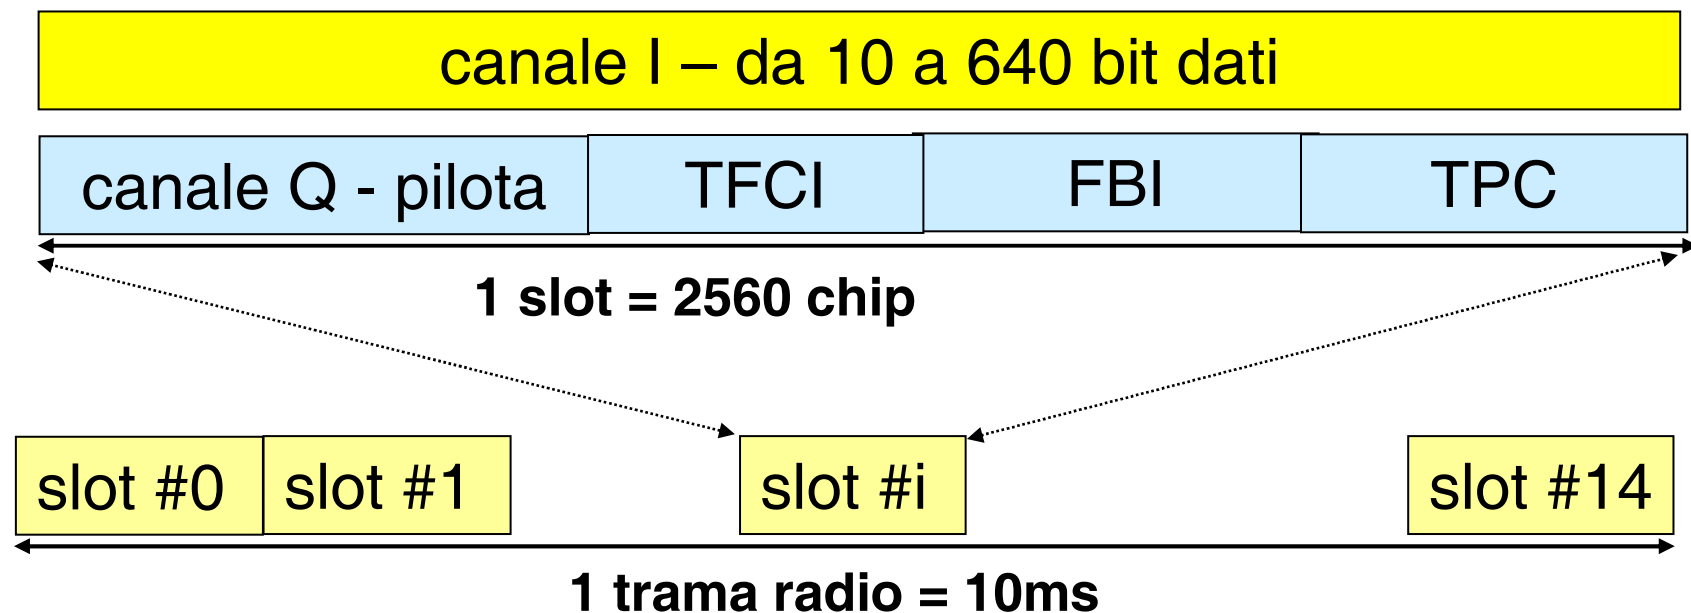 canale I – da 10 a 640 bit dati
canale Q - pilota TFCI FBI TPC
1 slot = 2560 chip
slot #0 slot #1 slot #i slot #14
1 trama radio = 10ms